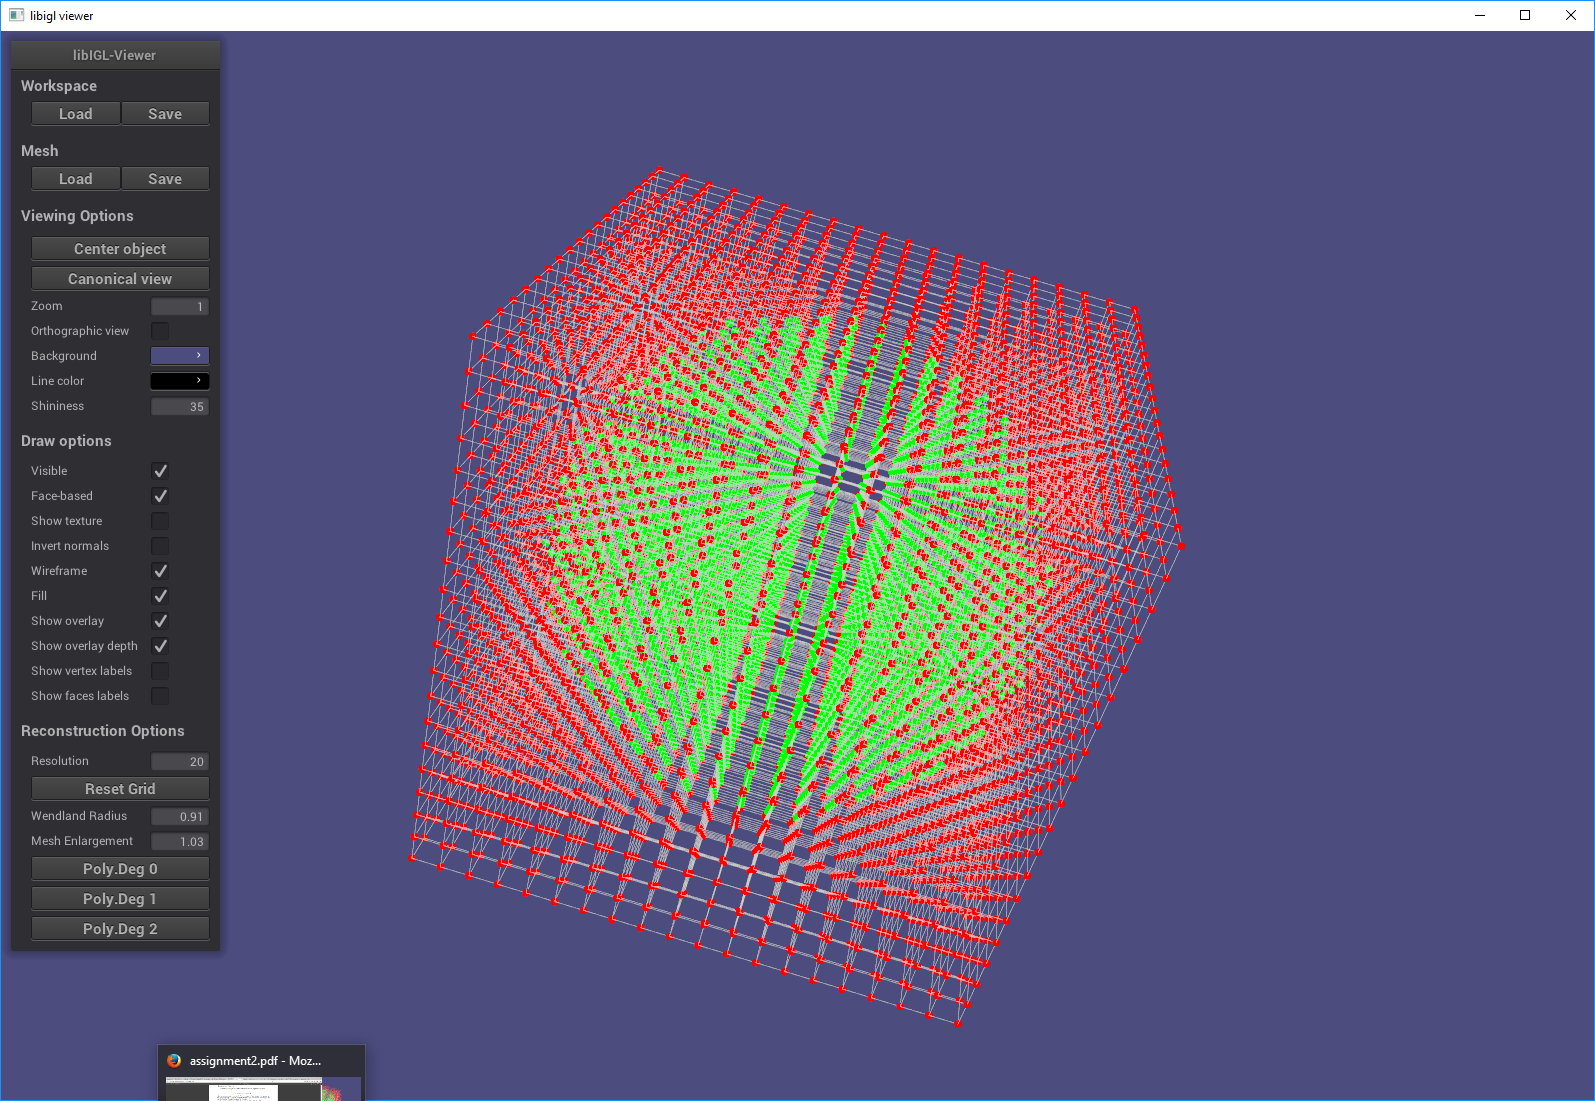 libigl viewer
libIGL-Viewer
Workspace
Load Save
Mesh
Load Save
Viewing Options
Center object
Canonical view
Zoom 1
Orthographic view
Background
Line color
Shininess 35
Draw options
Visible
Face-based
Show texture
Invert normals
Wireframe
Fill
Show overlay
Show overlay depth
Show vertex labels
Show faces labels
Reconstruction Options
Resolution 20
Reset Grid
Wendland Radius 0.91
Mesh Enlargement 1.03
Poly.Deg 0
Poly.Deg 1
Poly.Deg 2
assignment2.pdf - Moz...